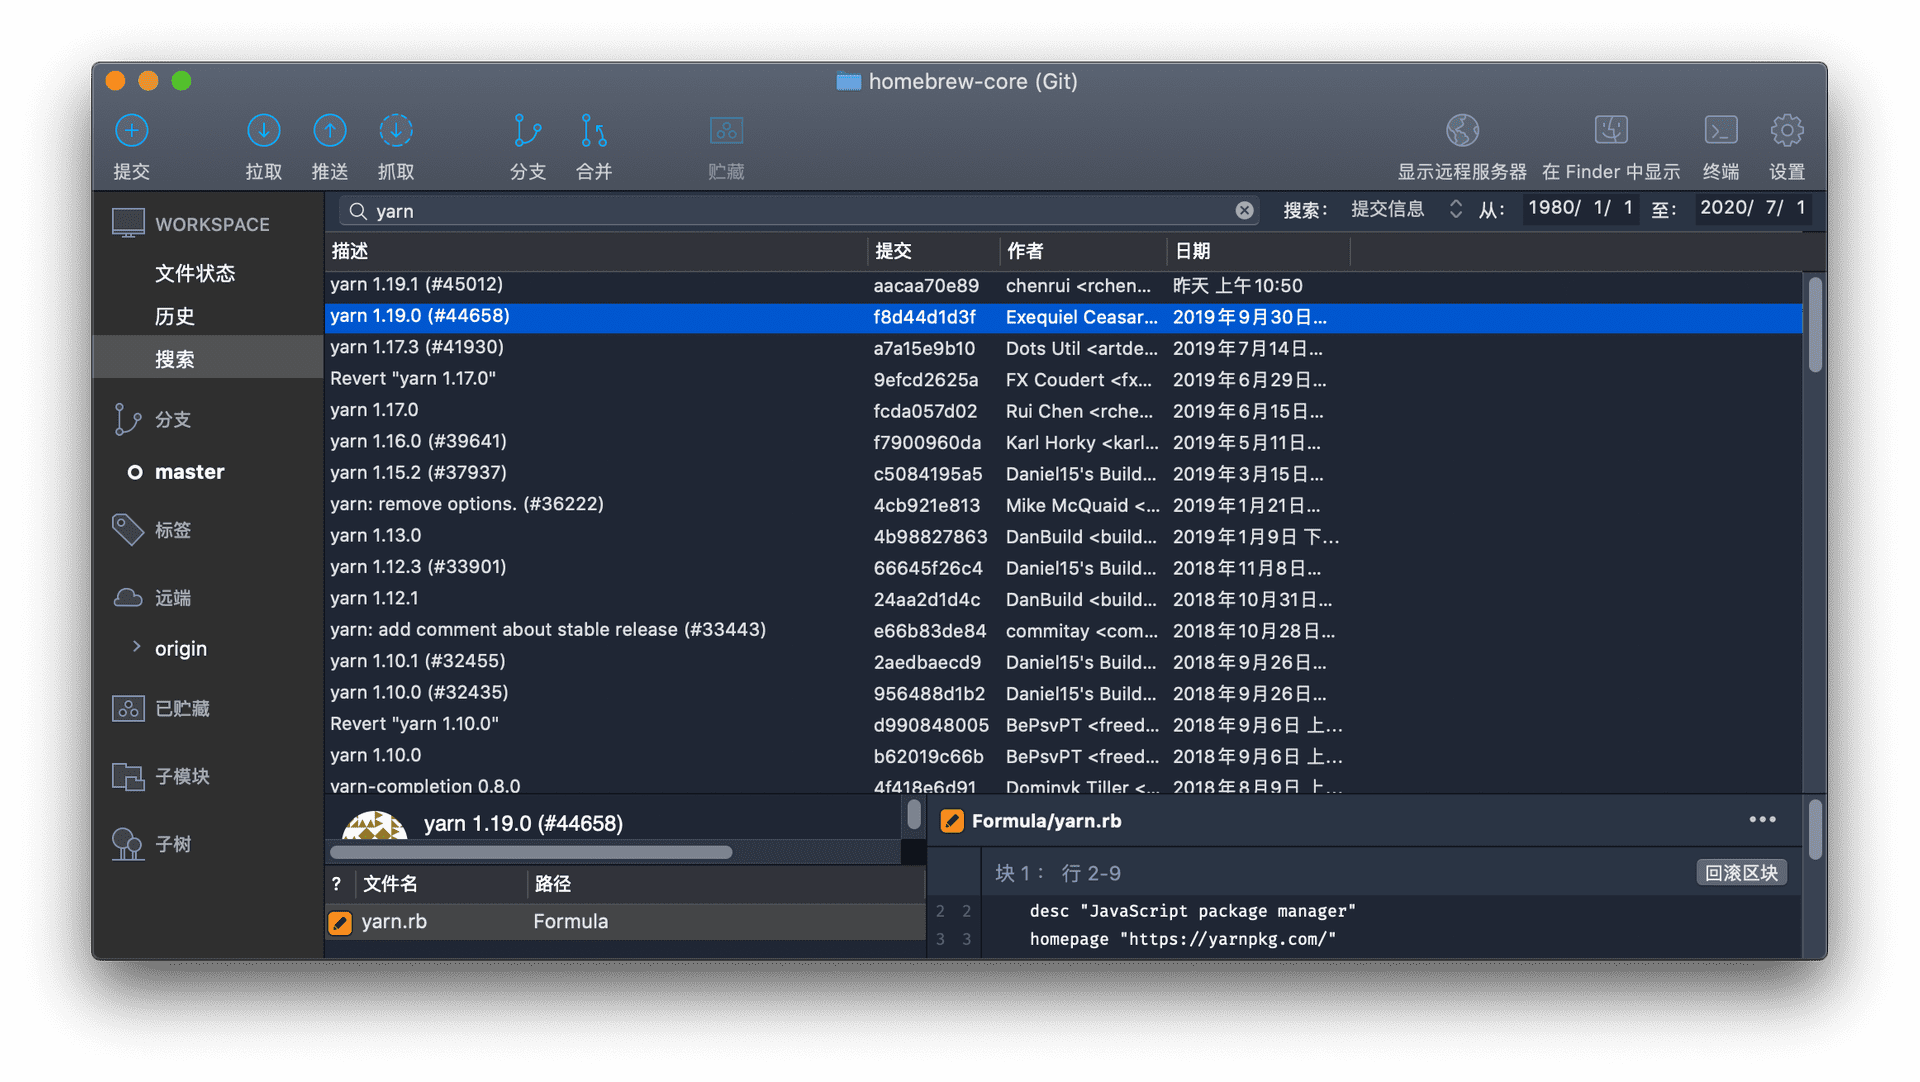 homebrew-core (Git)
提交
拉取
推送
抓取
分支
合并
贮藏
显示远程服务器
在 Finder 中显示
终端
设置
WORKSPACE
文件状态
历史
搜索
分支
master
标签
远端
origin
已贮藏
子模块
子树
yarn
搜索： 提交信息 从： 1980/ 1/ 1 至： 2020/ 7/ 1
描述 提交 作者 日期
yarn 1.19.1 (#45012) aacaa70e89 chenrui <rchen... 昨天 上午10:50
yarn 1.19.0 (#44658) f8d44d1d3f Exequiel Ceasar... 2019年9月30日...
yarn 1.17.3 (#41930) a7a15e9b10 Dots Util <artde... 2019年7月14日...
Revert "yarn 1.17.0" 9efcd2625a FX Coudert <fx... 2019年6月29日...
yarn 1.17.0 fcda057d02 Rui Chen <rche... 2019年6月15日...
yarn 1.16.0 (#39641) f7900960da Karl Horky <karl... 2019年5月11日...
yarn 1.15.2 (#37937) c5084195a5 Daniel15's Build... 2019年3月15日...
yarn: remove options. (#36222) 4cb921e813 Mike McQuaid <... 2019年1月21日...
yarn 1.13.0 4b98827863 DanBuild <build... 2019年1月9日 下...
yarn 1.12.3 (#33901) 66645f26c4 Daniel15's Build... 2018年11月8日...
yarn 1.12.1 24aa2d1d4c DanBuild <build... 2018年10月31日...
yarn: add comment about stable release (#33443) e66b83de84 commitay <com... 2018年10月28日...
yarn 1.10.1 (#32455) 2aedbaecd9 Daniel15's Build... 2018年9月26日...
yarn 1.10.0 (#32435) 956488d1b2 Daniel15's Build... 2018年9月26日...
Revert "yarn 1.10.0" d990848005 BePsvPT <freed... 2018年9月6日 上...
yarn 1.10.0 b62019c66b BePsvPT <freed... 2018年9月6日 上...
yarn-completion 0.8.0 4f418e6d91 Dominyk Tiller <... 2018年8月9日 上...
yarn 1.19.0 (#44658)
? 文件名 路径
yarn.rb Formula
Formula/yarn.rb
块 1： 行 2-9
回滚区块
2 2 desc "JavaScript package manager"
3 3 homepage "https://yarnpkg.com/"